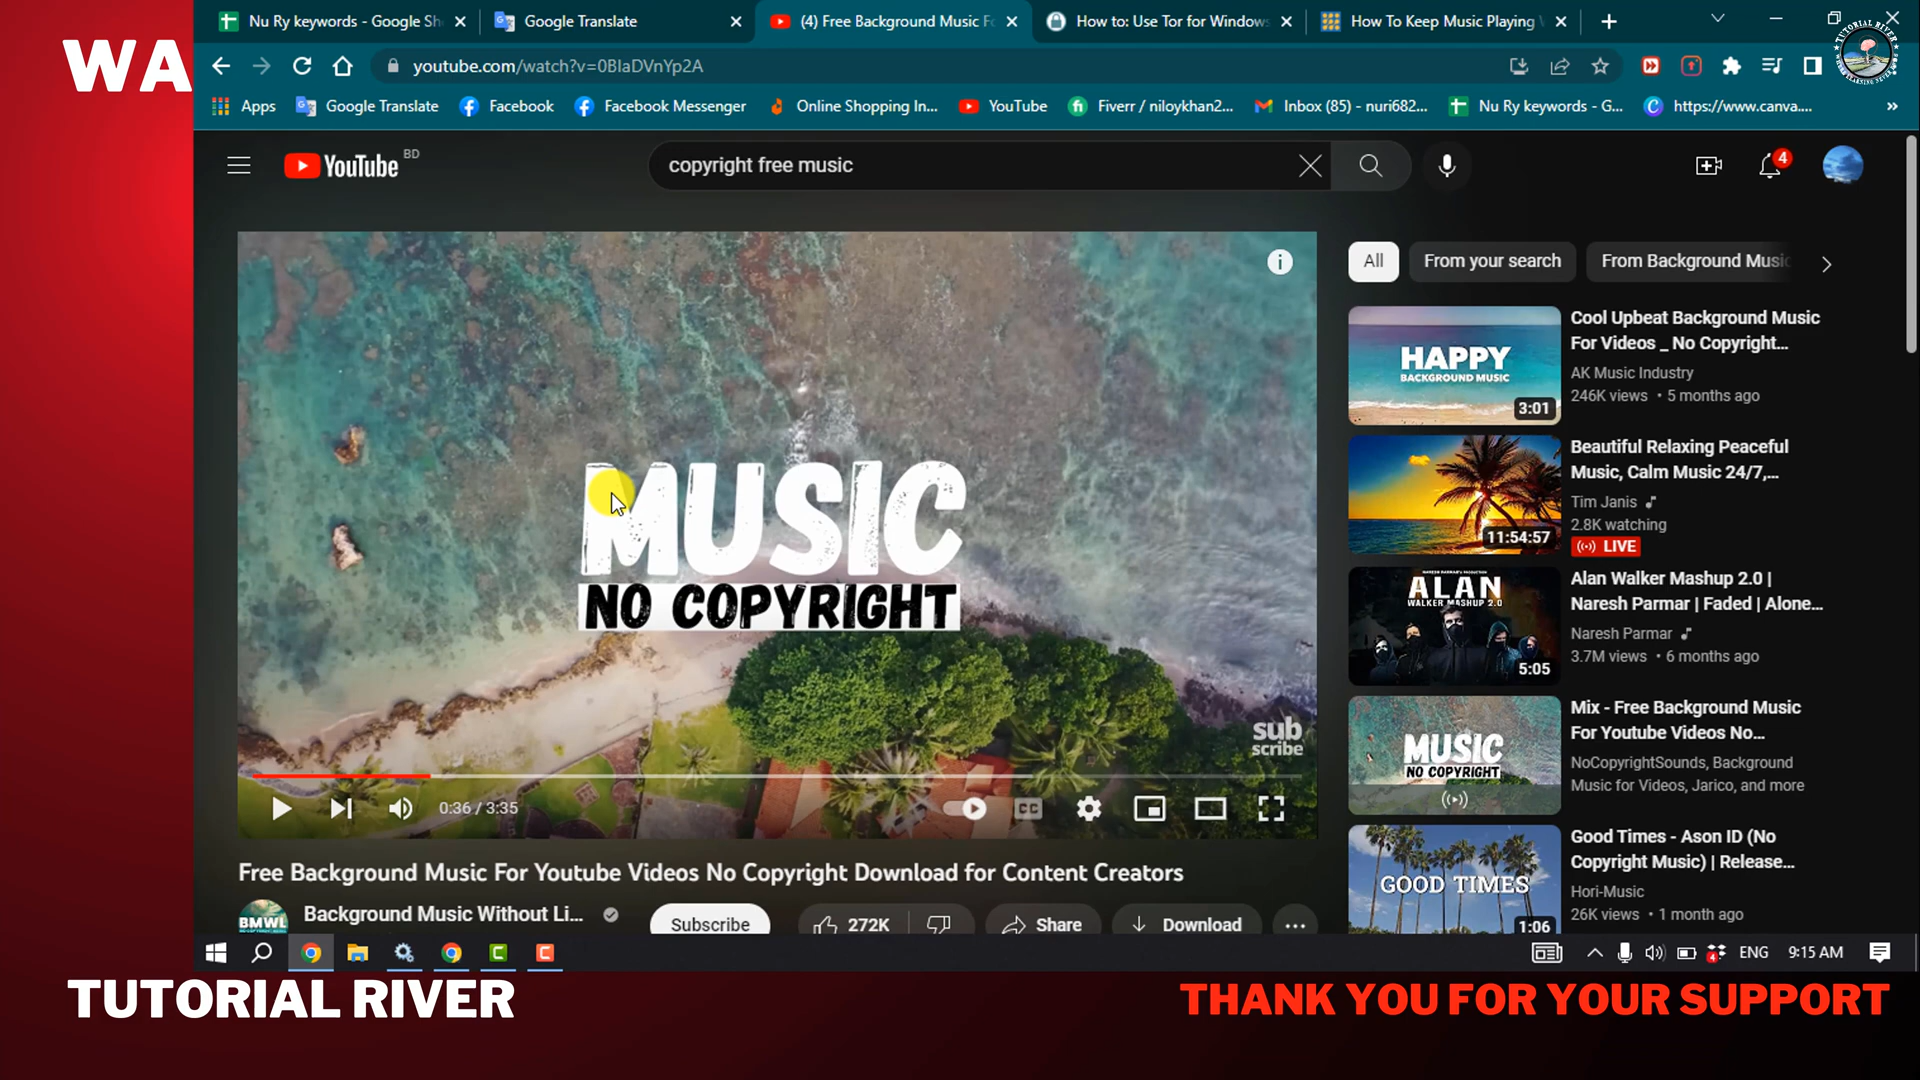 WA
Nu Ry keywords - Google Sh
Google Translate
(4) Free Background Music Fo
How to: Use Tor for Windows
How To Keep Music Playing W
youtube.com/watch?v=0BlaDVnYp2A
Apps
Google Translate
Facebook
Facebook Messenger
Online Shopping In...
YouTube
Fiverr / niloykhan2...
Inbox (85) - nuri682...
Nu Ry keywords - G...
https://www.canva....
YouTube BD
copyright free music
4
All
From your search
From Background Music
MUSIC
NO COPYRIGHT
sub
scribe
0:36 / 3:35
CC
Free Background Music For Youtube Videos No Copyright Download for Content Creators
BMWL
Background Music Without Li...
Subscribe
272K
Share
Download
HAPPY
BACKGROUND MUSIC
3:01
Cool Upbeat Background Music
For Videos _ No Copyright...
AK Music Industry
246K views • 5 months ago
11:54:57
Beautiful Relaxing Peaceful
Music, Calm Music 24/7,...
Tim Janis
2.8K watching
LIVE
ALAN
WALKER MASHUP 2.0
5:05
Alan Walker Mashup 2.0 |
Naresh Parmar | Faded | Alone...
Naresh Parmar
3.7M views • 6 months ago
MUSIC
NO COPYRIGHT
Mix - Free Background Music
For Youtube Videos No...
NoCopyrightSounds, Background
Music for Videos, Jarico, and more
GOOD TIMES
1:06
Good Times - Ason ID (No
Copyright Music) | Release...
Hori-Music
26K views • 1 month ago
ENG
9:15 AM
TUTORIAL RIVER
THANK YOU FOR YOUR SUPPORT